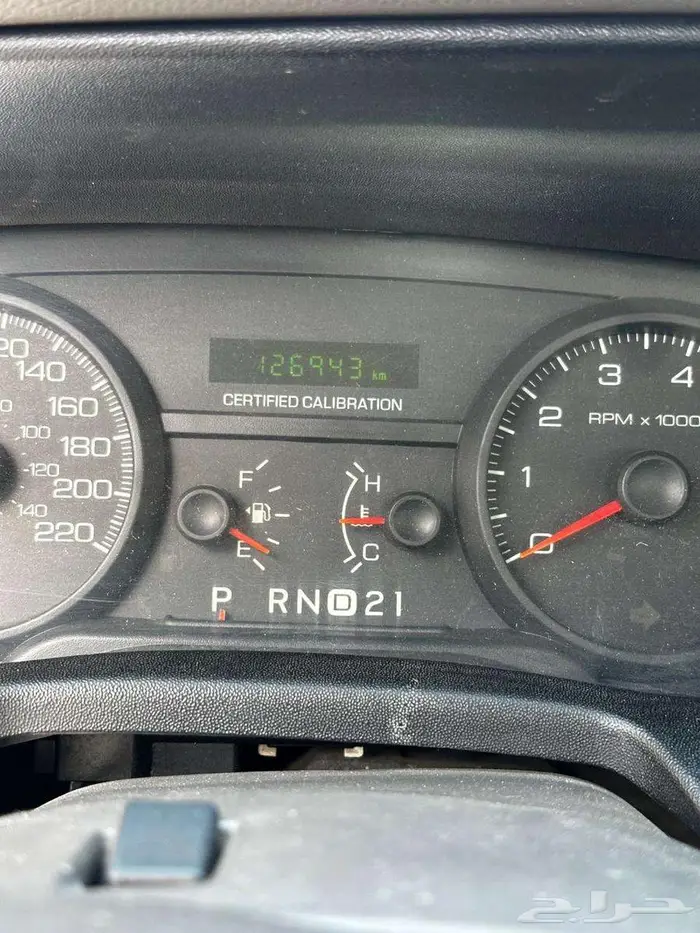 126943 km
CERTIFIED CALIBRATION
20
140
160
100
180
120
200
140
220
F
E
H
C
P RND21
0
1
2
3
4
RPM x 1000
حراج